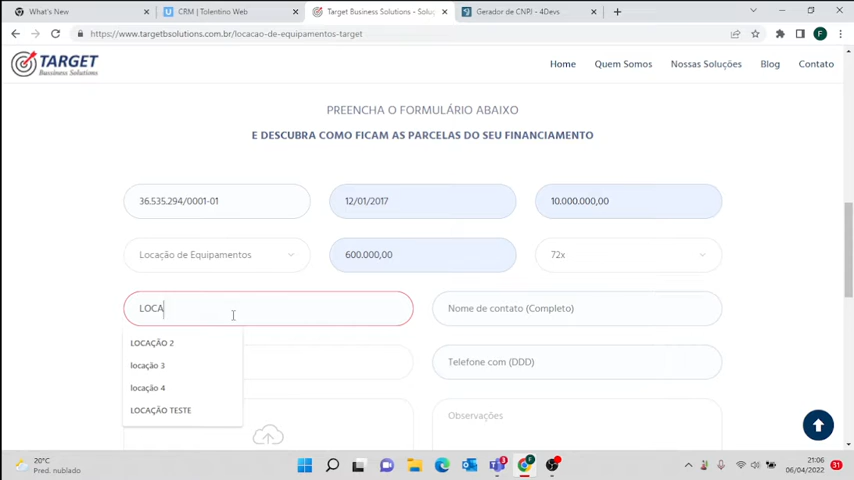 What's New
CRM | Tolentino Web
Target Business Solutions - Soluç
Gerador de CNPJ - 4Devs
https://www.targetbsolutions.com.br/locacao-de-equipamentos-target
F
TARGET
Bussiness Solutions
Home
Quem Somos
Nossas Soluções
Blog
Contato
PREENCHA O FORMULÁRIO ABAIXO
E DESCUBRA COMO FICAM AS PARCELAS DO SEU FINANCIAMENTO
36.535.294/0001-01
12/01/2017
10.000.000,00
Locação de Equipamentos
600.000,00
72x
LOCA
Nome de contato (Completo)
LOCAÇÃO 2
locação 3
locação 4
LOCAÇÃO TESTE
Telefone com (DDD)
Observações
20°C
Pred. nublado
21:06
06/04/2022
31